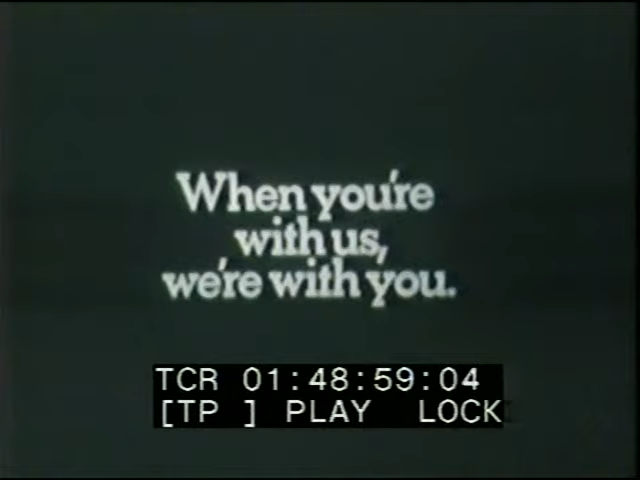 When you're
with us,
we're with you.
TCR 01:48:59:04
[TP ] PLAY LOCK